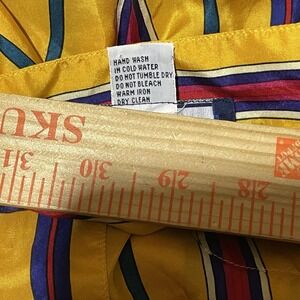 HAND WASH
IN COLD WATER
DO NOT TUMBLE DRY
DO NOT BLEACH
WARM IRON
DRY CLEAN
SKU
31 30 29 28